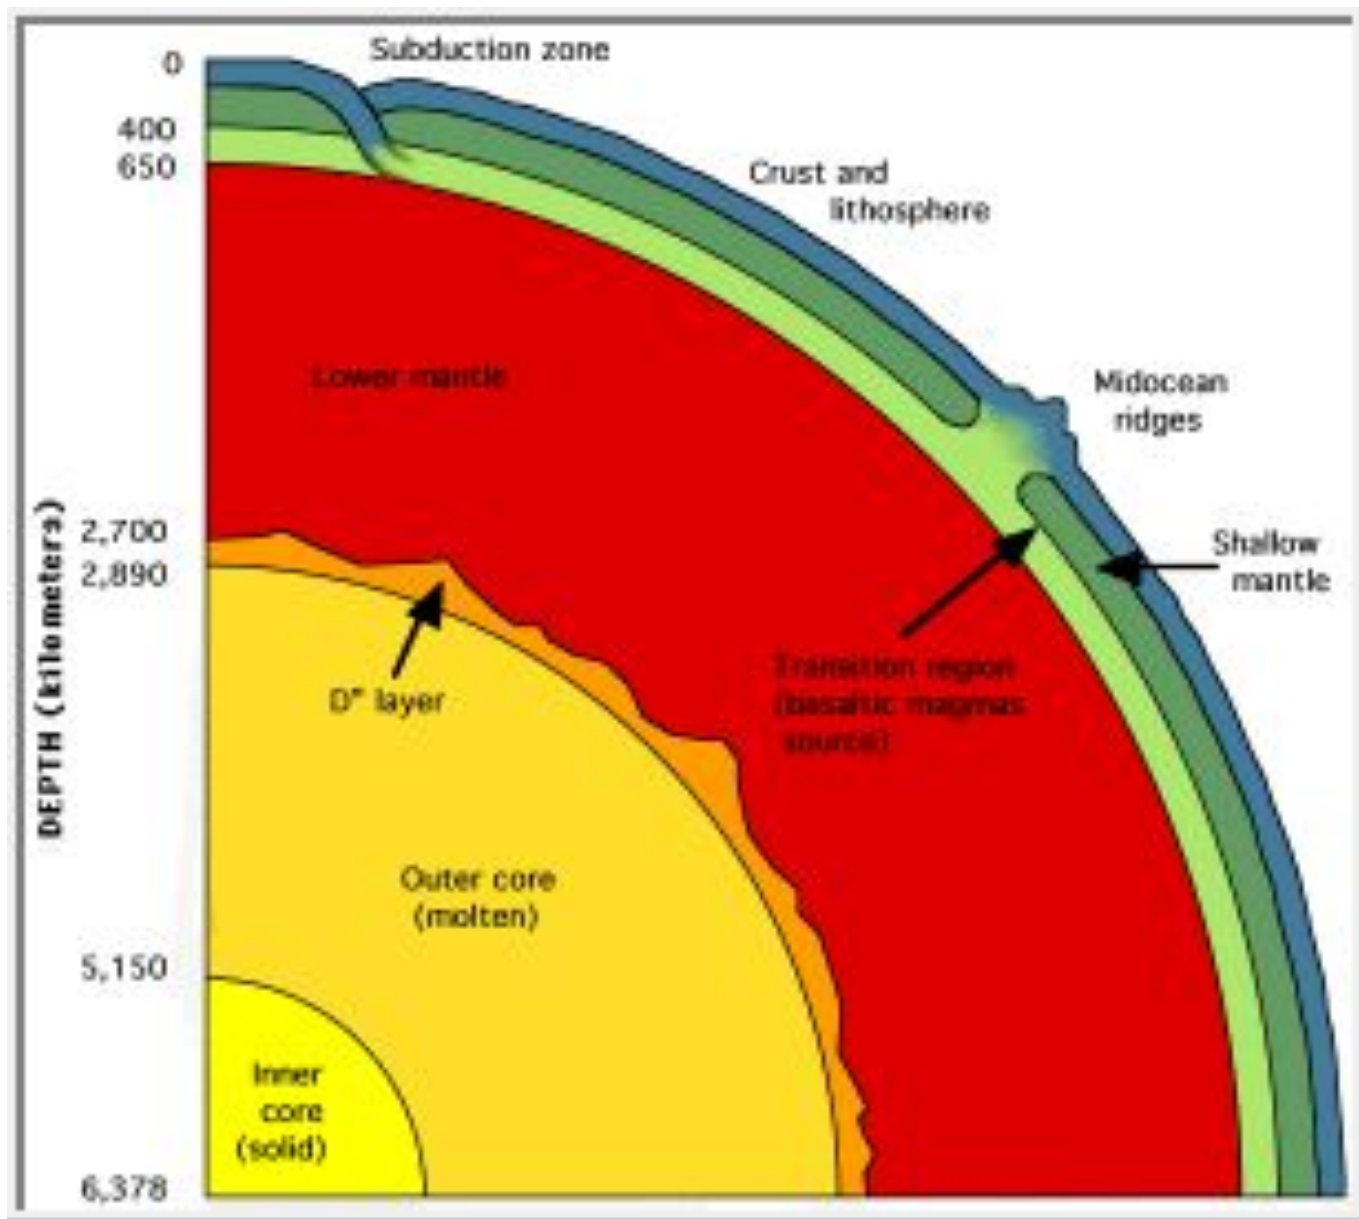 Subduction zone
0
400
650
Crust and
lithosphere
Lower mantle
Midocean
ridges
DEPTH (kilometers)
2,700
2,890
Shallow
mantle
Transition region
(basaltic magmas
source)
D" layer
Outer core
(molten)
5,150
Inner
core
(solid)
6,378